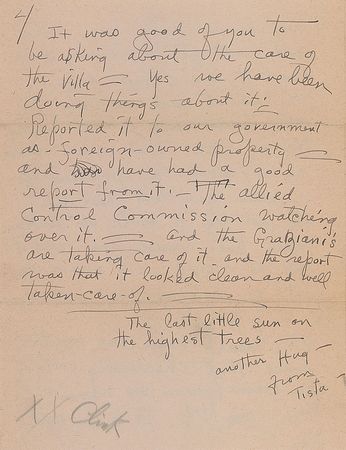 4/
It was good of you to
be asking about the care of
the Villa — Yes we have been
doing things about it:
Reported it to our government
as foreign-owned property —
and have had a good
report from it. — The allied
Control Commission watching
over it. — and the Graziani's
are taking care of it and the report
was that it looked clean and well
taken-care-of.
The last little sun on
the highest trees —
another Hug —
from
Tista —
XX